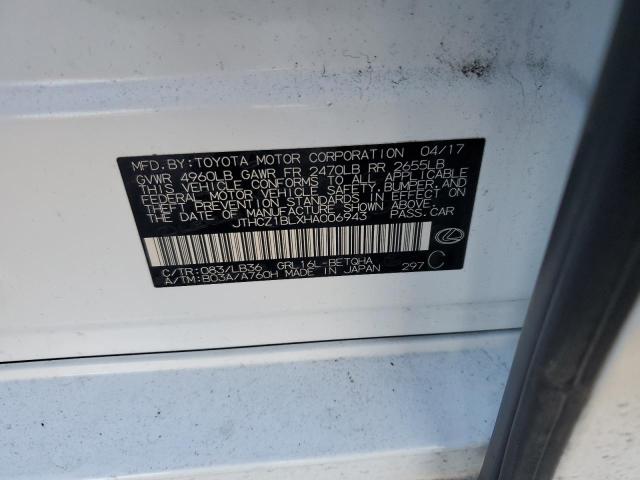 MFD.BY:TOYOTA MOTOR CORPORATION 04/17
GVWR 4960LB GAWR FR 2470LB RR 2655LB
THIS VEHICLE CONFORMS TO ALL APPLICABLE
FEDERAL MOTOR VEHICLE SAFETY, BUMPER, AND
THEFT PREVENTION STANDARDS IN EFFECT ON
THE DATE OF MANUFACTURE SHOWN ABOVE.
JTHCZ1BLXHA006943 PASS.CAR
C/TR:083/LB36 GRL16L-BETQHA
A/TM:B03A/A760H MADE IN JAPAN 297 C